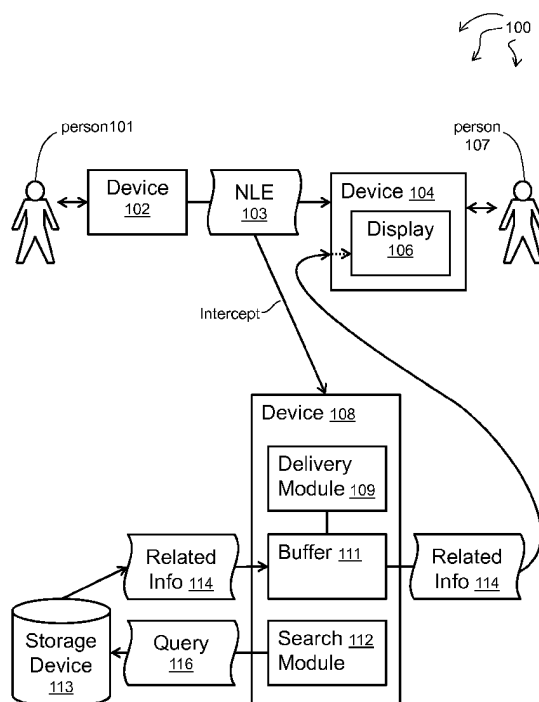 100
person101
person
107
Device
102
NLE
103
Device 104
Display
106
Intercept
Device 108
Delivery
Module 109
Related
Info 114
Buffer 111
Related
Info 114
Storage
Device
113
Query
116
Search 112
Module